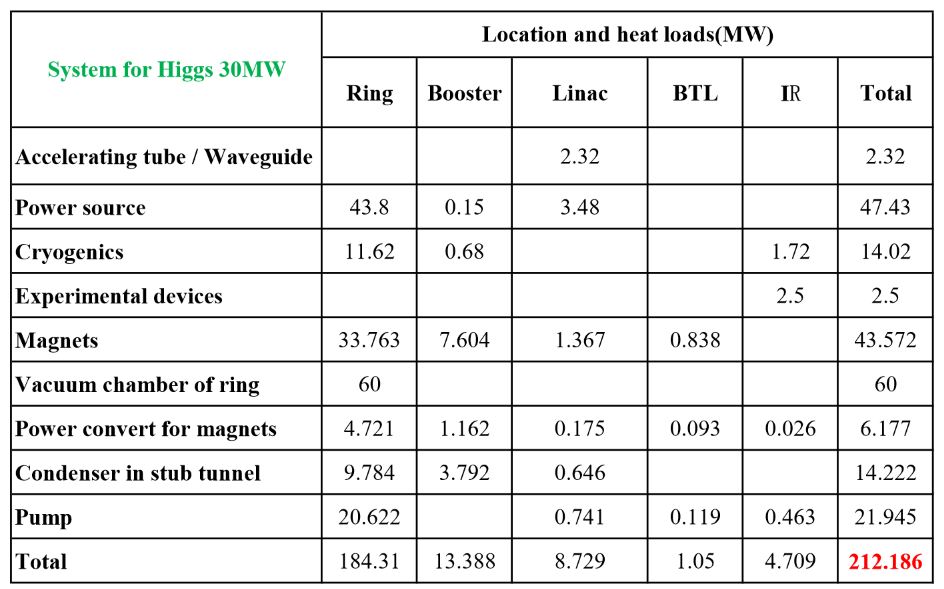 System for Higgs 30MW
Location and heat loads(MW)
Ring Booster Linac BTL IR Total
Accelerating tube / Waveguide 2.32 2.32
Power source 43.8 0.15 3.48 47.43
Cryogenics 11.62 0.68 1.72 14.02
Experimental devices 2.5 2.5
Magnets 33.763 7.604 1.367 0.838 43.572
Vacuum chamber of ring 60 60
Power convert for magnets 4.721 1.162 0.175 0.093 0.026 6.177
Condenser in stub tunnel 9.784 3.792 0.646 14.222
Pump 20.622 0.741 0.119 0.463 21.945
Total 184.31 13.388 8.729 1.05 4.709 212.186